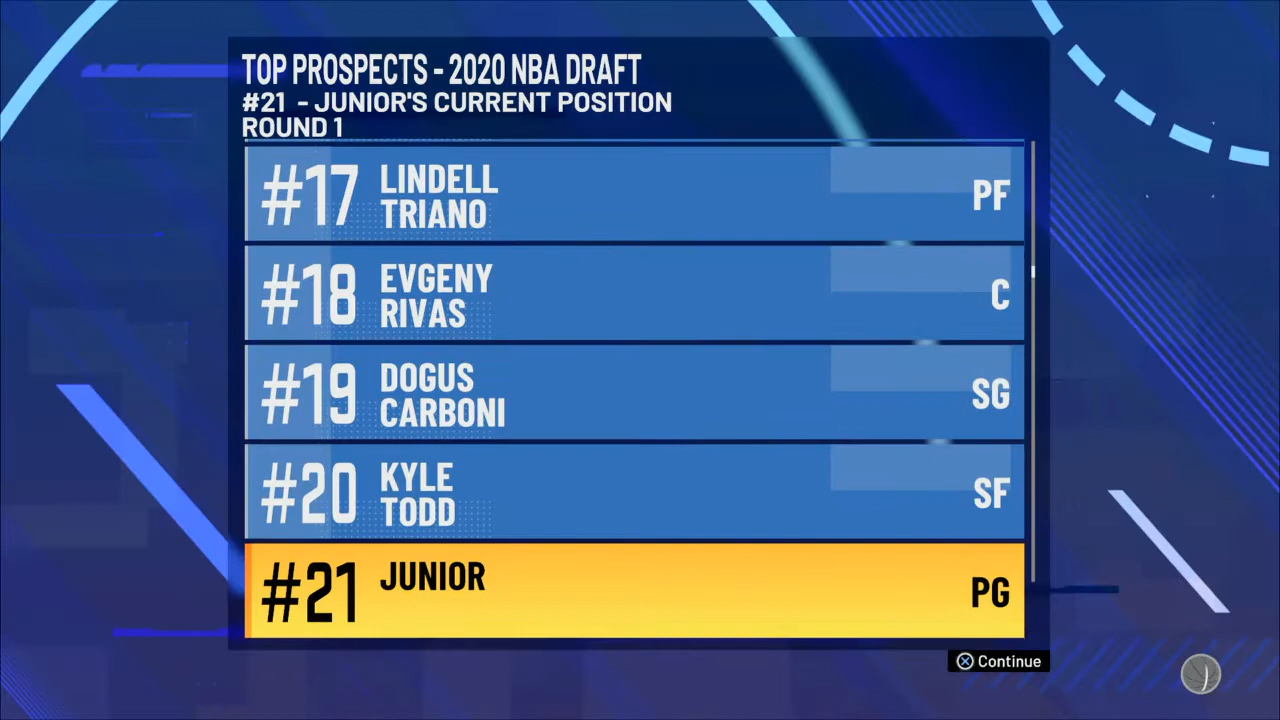 TOP PROSPECTS - 2020 NBA DRAFT
#21 - JUNIOR'S CURRENT POSITION
ROUND 1
#17 LINDELL
TRIANO
PF
#18 EVGENY
RIVAS
C
#19 DOGUS
CARBONI
SG
#20 KYLE
TODD
SF
#21 JUNIOR
PG
Continue